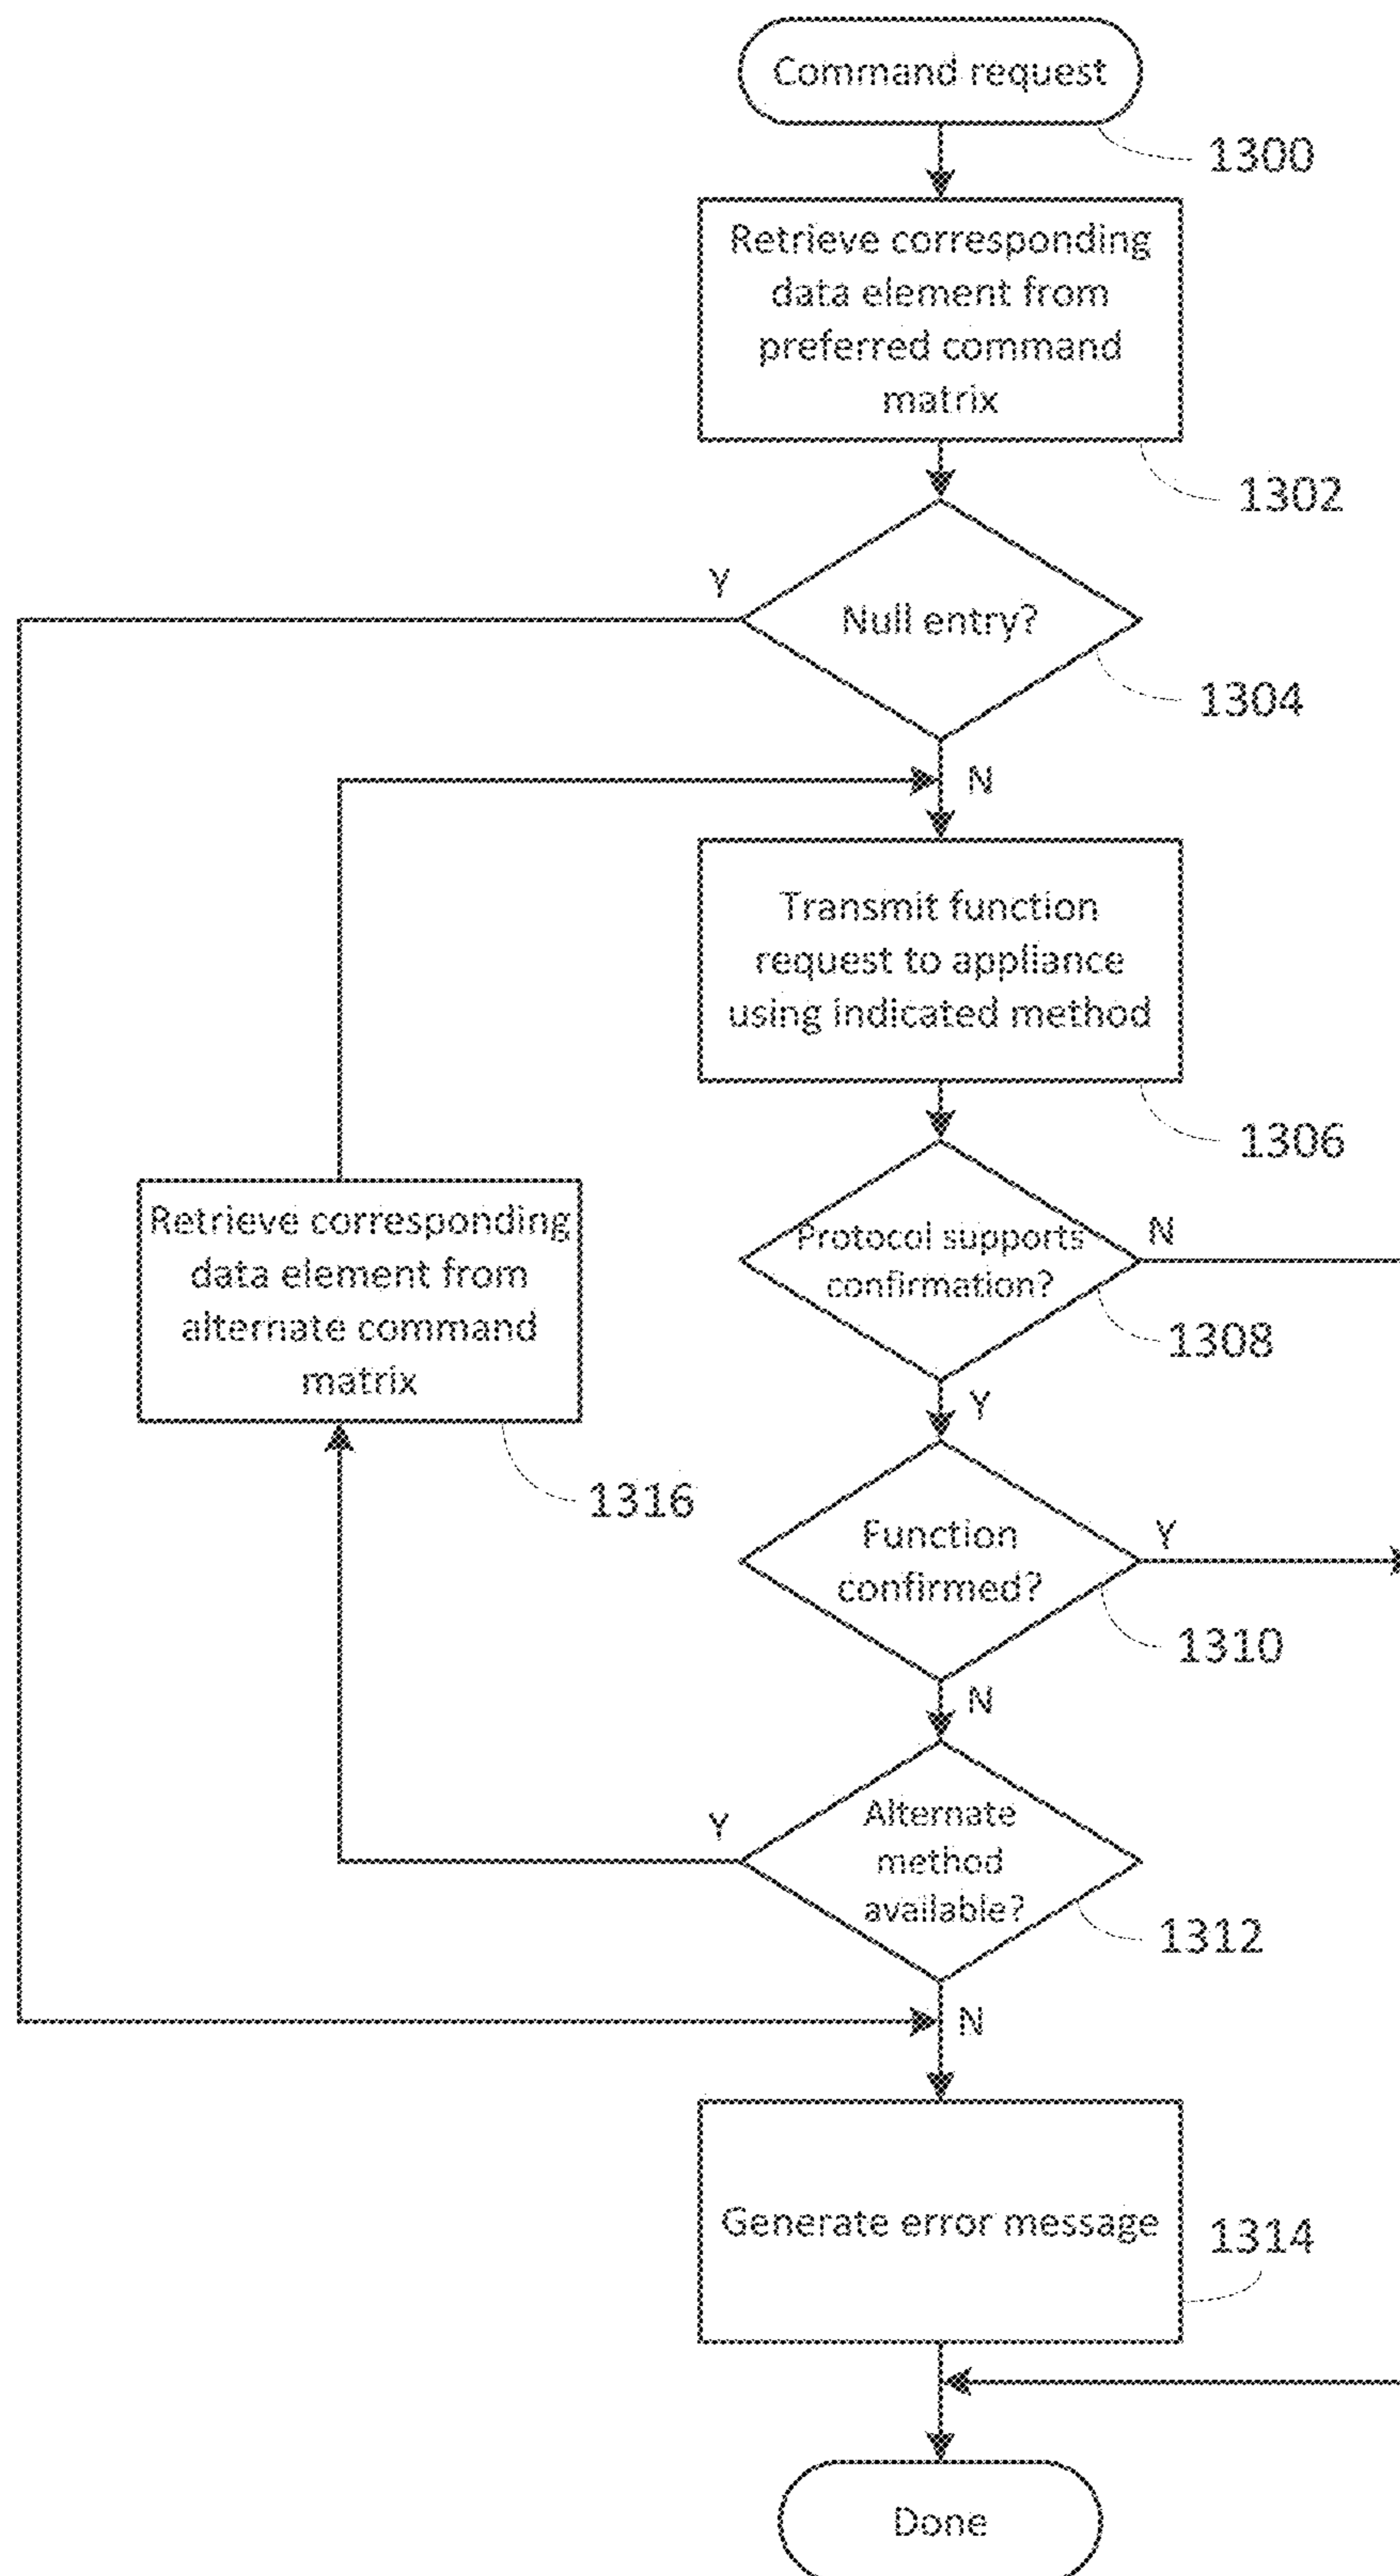 Command request
1300
Retrieve corresponding
data element from
preferred command
matrix
1302
Y
Null entry?
1304
N
Transmit function
request to appliance
using indicated method
1306
Retrieve corresponding
data element from
alternate command
matrix
1316
Protocol supports
confirmation?
N
1308
Y
Function
confirmed?
Y
1310
N
Y
Alternate
method
available?
1312
N
Generate error message
1314
Done